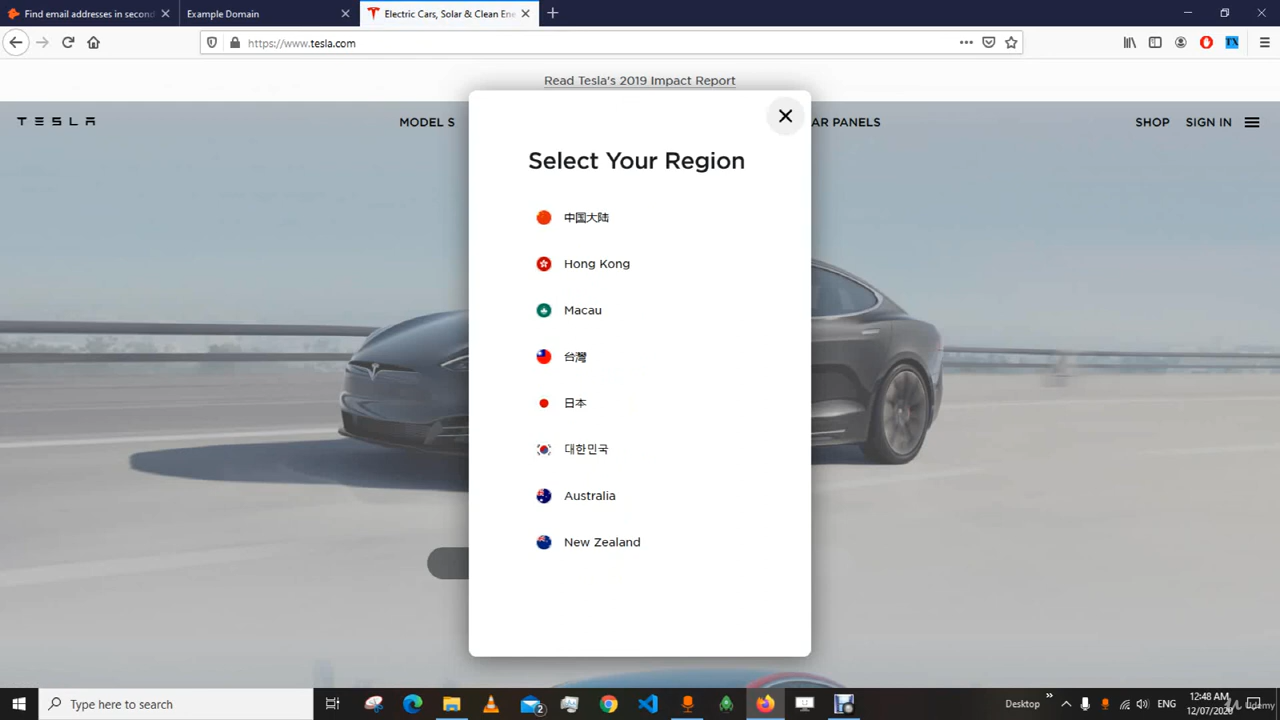 Find email addresses in second
Example Domain
Electric Cars, Solar & Clean Ene
https://www.tesla.com
Read Tesla's 2019 Impact Report
TESLA
MODEL S
AR PANELS
SHOP
SIGN IN
Select Your Region
中国大陆
Hong Kong
Macau
台灣
日本
대한민국
Australia
New Zealand
Type here to search
2
Desktop
ENG
12:48 AM
12/07/2020
Udemy